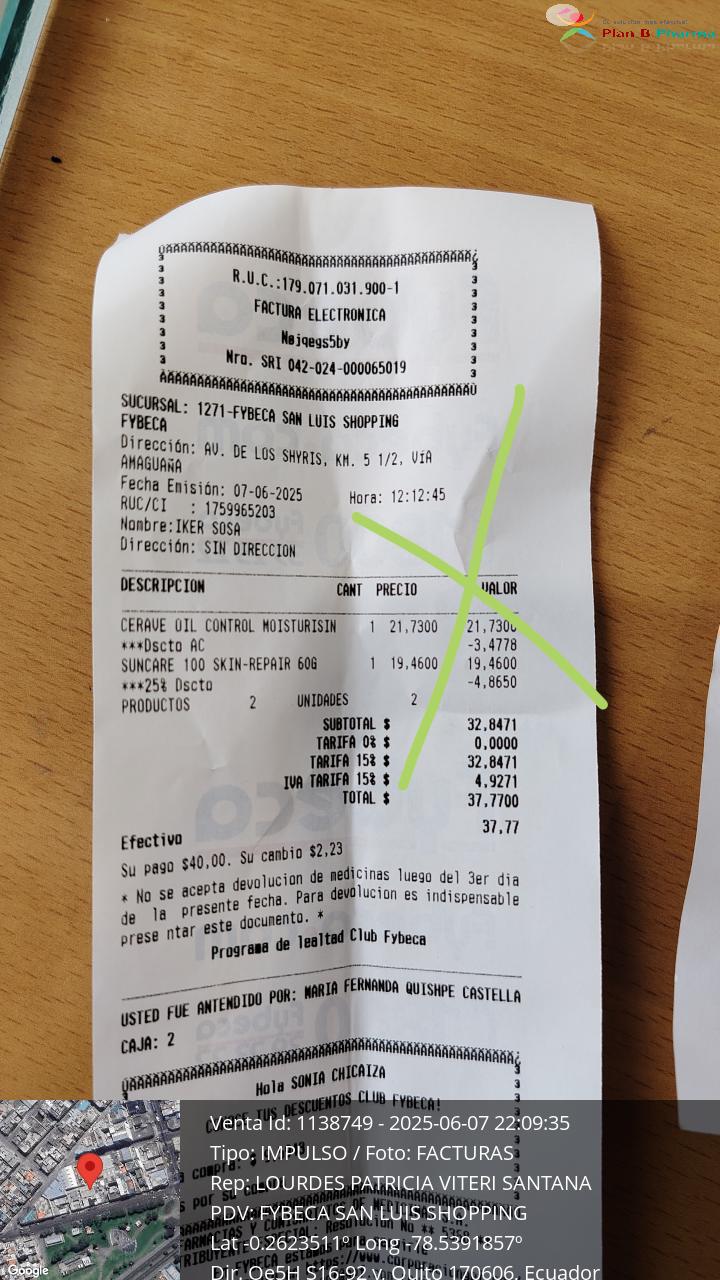 Plan B Pharma
R.U.C.:179.071.031.900-1
FACTURA ELECTRONICA
Nøjqegs5by
Nro. SRI 042-024-000065019
SUCURSAL: 1271-FYBECA SAN LUIS SHOPPING
FYBECA
Dirección: AV. DE LOS SHYRIS, KM. 5 1/2, VíA
AMAGUAñA
Fecha Emisión: 07-06-2025 Hora: 12:12:45
RUC/CI : 1759965203
Nombre:IKER SOSA
Dirección: SIN DIRECCION
DESCRIPCION CANT PRECIO VALOR
CERAVE OIL CONTROL MOISTURISIN 1 21,7300 21,7300
***Dscto AC -3,4778
SUNCARE 100 SKIN-REPAIR 60G 1 19,4600 19,4600
***25% Dscto -4,8650
PRODUCTOS 2 UNIDADES 2
SUBTOTAL $ 32,8471
TARIFA 0% $ 0,0000
TARIFA 15% $ 32,8471
IVA TARIFA 15% $ 4,9271
TOTAL $ 37,7700
Efectivo 37,77
Su pago $40,00. Su cambio $2,23
* No se acepta devolucion de medicinas luego del 3er dia
de la presente fecha. Para devolucion es indispensable
prese ntar este documento. *
Programa de lealtad Club Fybeca
USTED FUE ANTENDIDO POR: MARIA FERNANDA QUISHPE CASTELLA
CAJA: 2
Hola SONIA CHICAIZA
TUS DESCUENTOS CLUB FYBECA!
Venta Id: 1138749 - 2025-06-07 22:09:35
Tipo: IMPULSO / Foto: FACTURAS
Rep: LOURDES PATRICIA VITERI SANTANA
PDV: FYBECA SAN LUIS SHOPPING
Lat-0.2623511º Long -78.5391857º
Dir. Oe5H S16-92 y, Quito 170606, Ecuador
Google